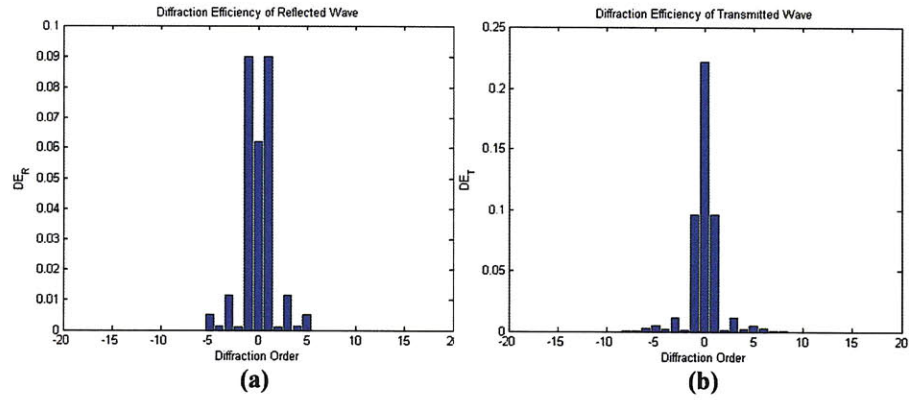 Diffraction Efficiency of Reflected Wave
0.1
0.09
0.08
0.07
0.06
0.05
0.04
0.03
0.02
0.01
0
DE_R
-20 -15 -10 -5 0 5 10 15 20
Diffraction Order
(a)
Diffraction Efficiency of Transmitted Wave
0.25
0.2
0.15
0.1
0.05
0
DE_T
-20 -15 -10 -5 0 5 10 15 20
Diffraction Order
(b)